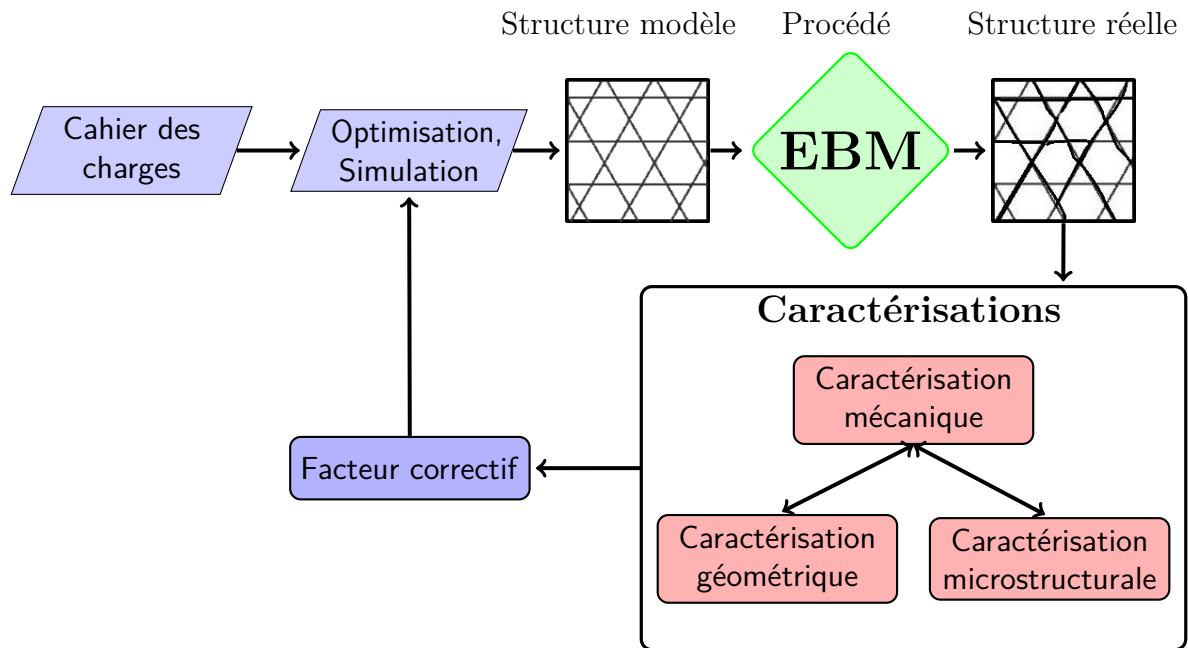 Structure modèle
Procédé
Structure réelle
Cahier des
charges
Optimisation,
Simulation
EBM
Caractérisations
Caractérisation
mécanique
Facteur correctif
Caractérisation
géométrique
Caractérisation
microstructurale